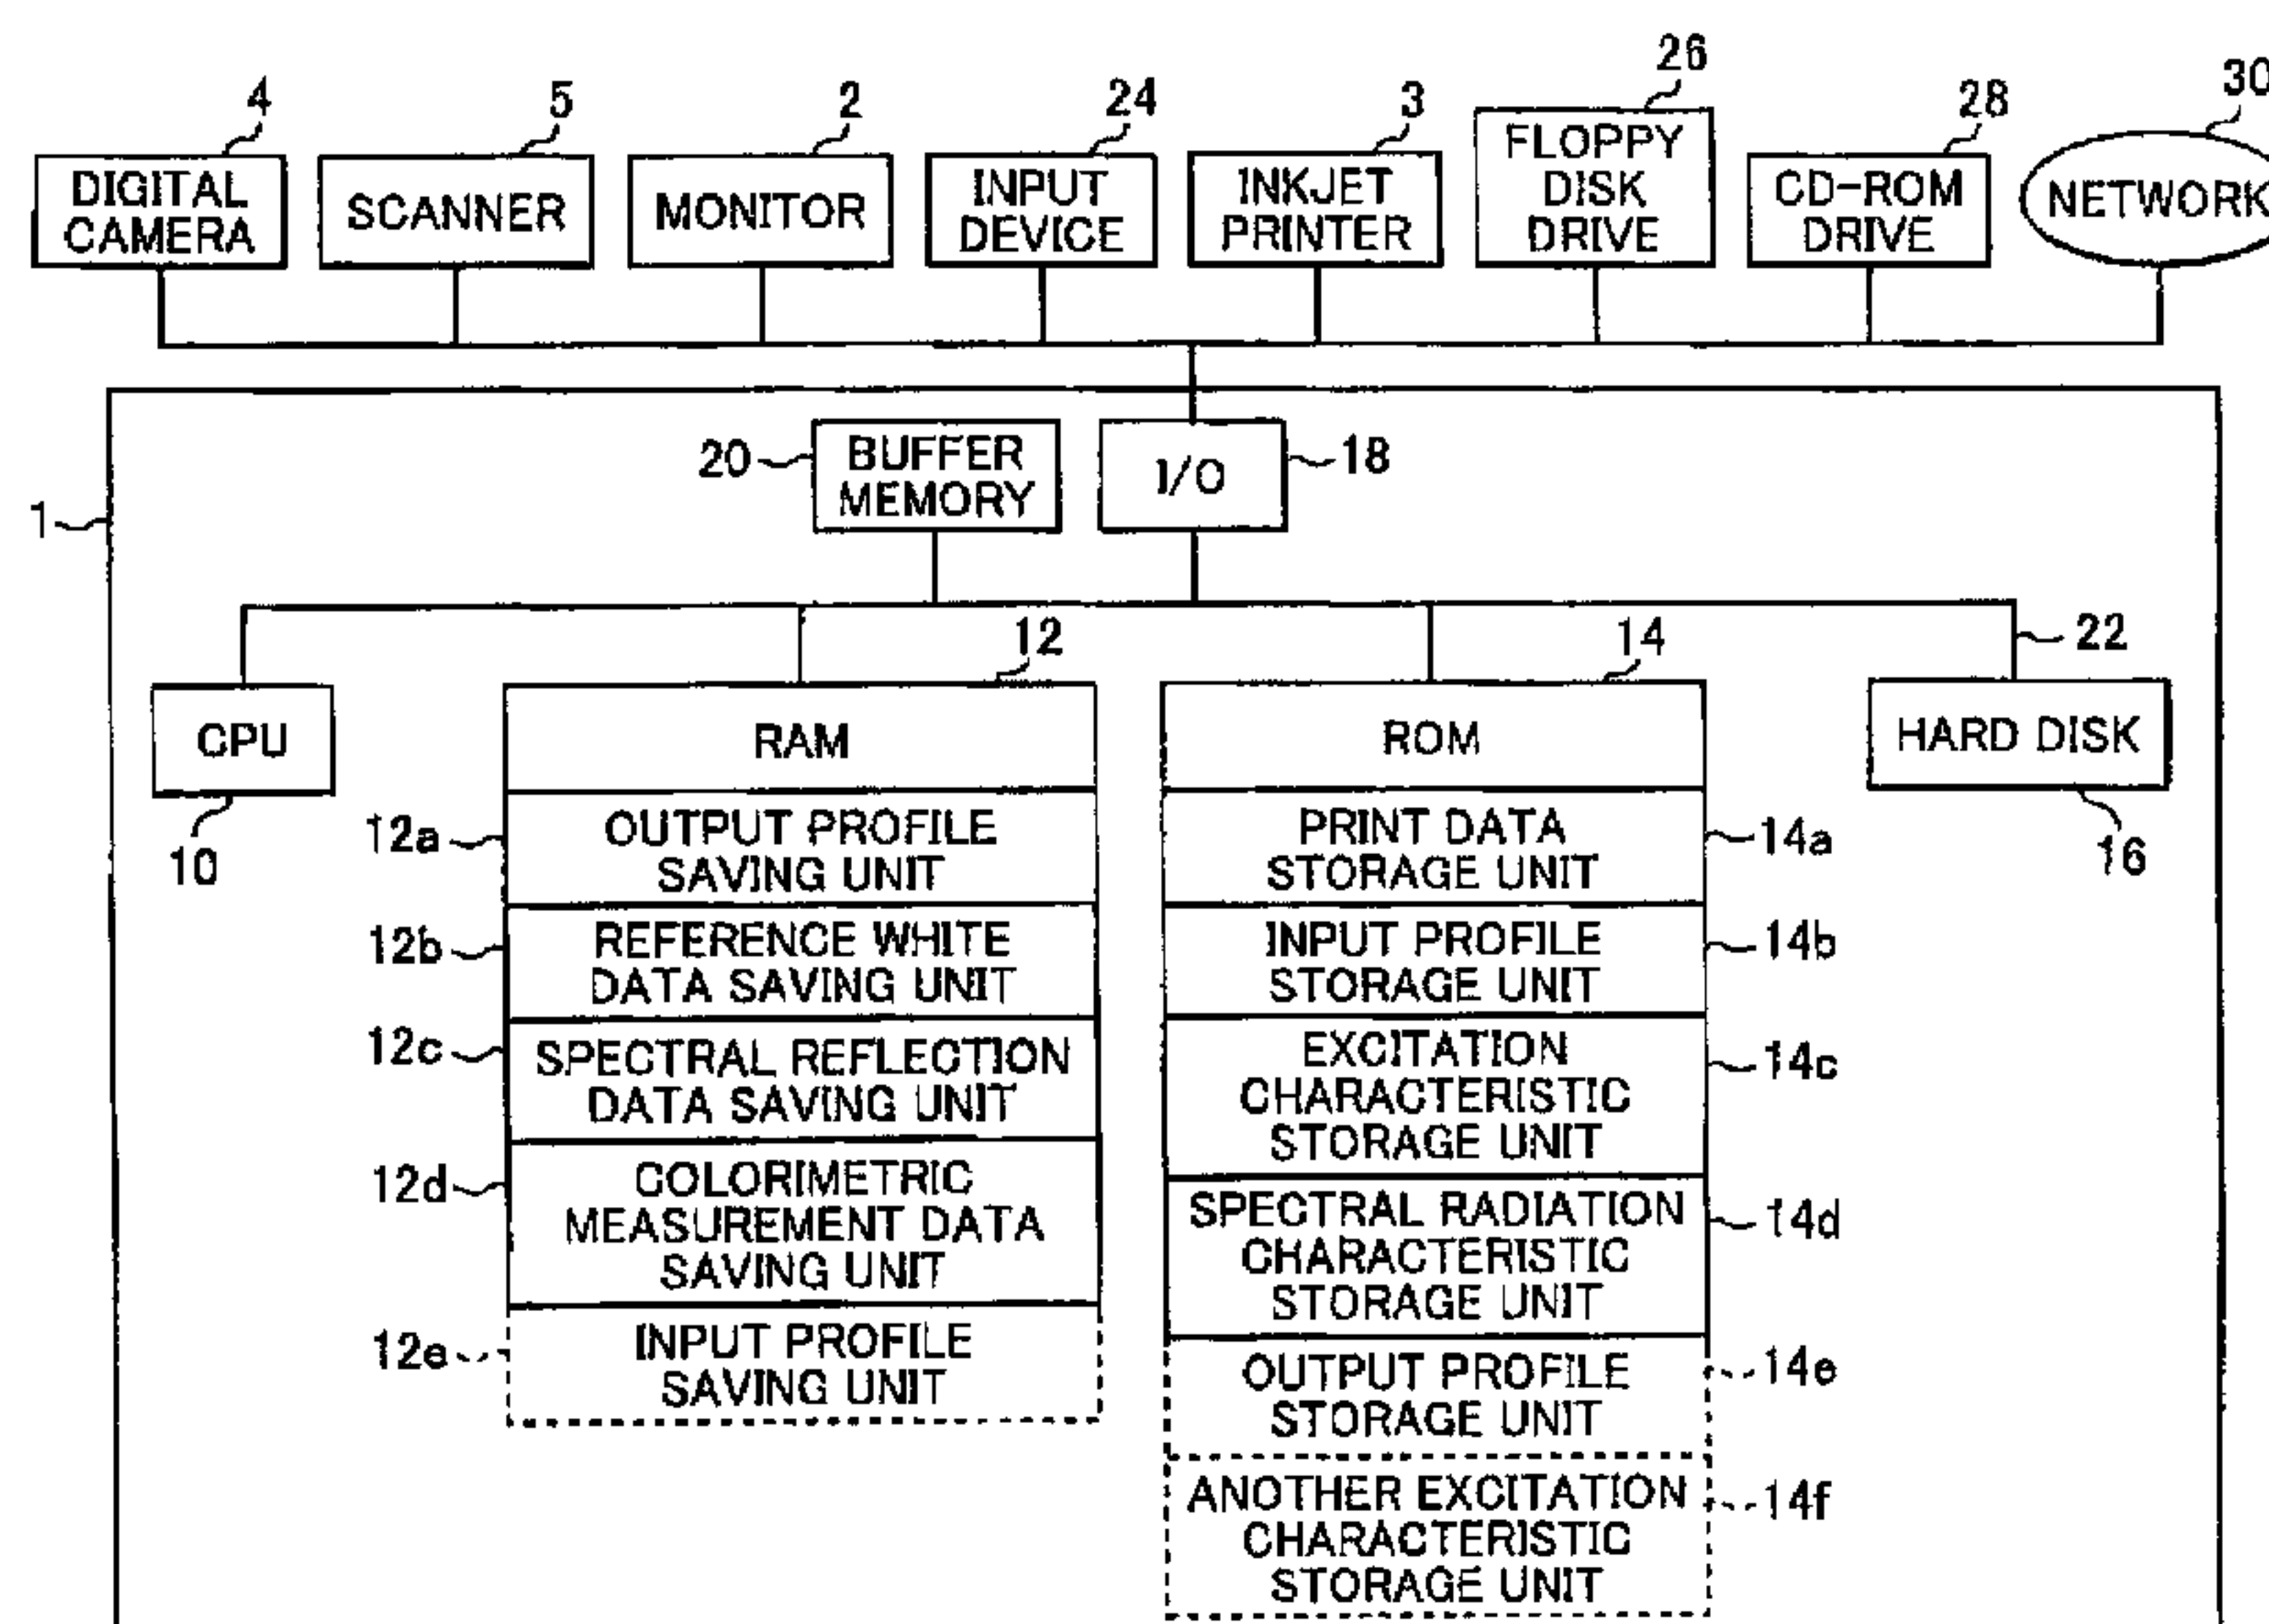 4
5
2
24
3
26
28
30
DIGITAL
CAMERA
SCANNER
MONITOR
INPUT
DEVICE
INKJET
PRINTER
FLOPPY
DISK
DRIVE
CD-ROM
DRIVE
NETWORK
1
20
BUFFER
MEMORY
I/O
18
12
14
22
CPU
10
RAM
12a
OUTPUT PROFILE
SAVING UNIT
12b
REFERENCE WHITE
DATA SAVING UNIT
12c
SPECTRAL REFLECTION
DATA SAVING UNIT
12d
COLORIMETRIC
MEASUREMENT DATA
SAVING UNIT
12e
INPUT PROFILE
SAVING UNIT
ROM
PRINT DATA
STORAGE UNIT
14a
INPUT PROFILE
STORAGE UNIT
14b
EXCITATION
CHARACTERISTIC
STORAGE UNIT
14c
SPECTRAL RADIATION
CHARACTERISTIC
STORAGE UNIT
14d
OUTPUT PROFILE
STORAGE UNIT
14e
ANOTHER EXCITATION
CHARACTERISTIC
STORAGE UNIT
14f
HARD DISK
16